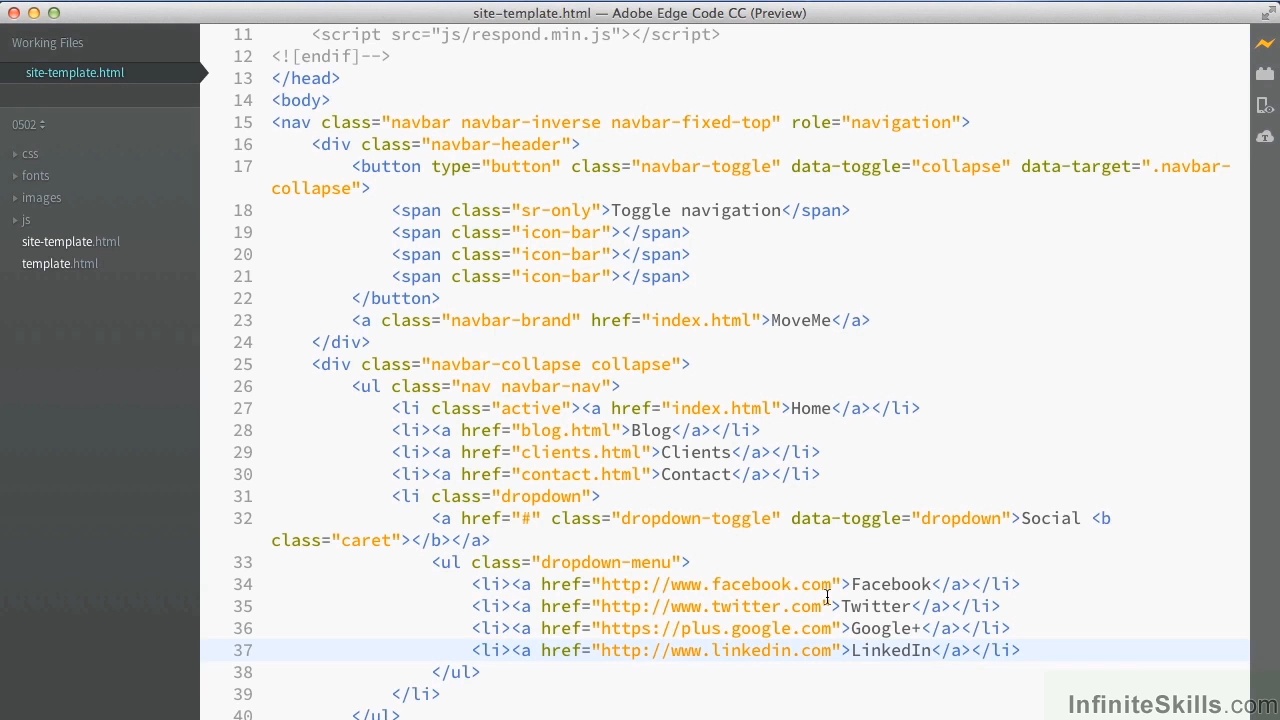 site-template.html — Adobe Edge Code CC (Preview)
Working Files
site-template.html
0502
css
fonts
images
js
site-template.html
template.html
11 <script src="js/respond.min.js"></script>
12 <![endif]-->
13 </head>
14 <body>
15 <nav class="navbar navbar-inverse navbar-fixed-top" role="navigation">
16 <div class="navbar-header">
17 <button type="button" class="navbar-toggle" data-toggle="collapse" data-target=".navbar-
collapse">
18 <span class="sr-only">Toggle navigation</span>
19 <span class="icon-bar"></span>
20 <span class="icon-bar"></span>
21 <span class="icon-bar"></span>
22 </button>
23 <a class="navbar-brand" href="index.html">MoveMe</a>
24 </div>
25 <div class="navbar-collapse collapse">
26 <ul class="nav navbar-nav">
27 <li class="active"><a href="index.html">Home</a></li>
28 <li><a href="blog.html">Blog</a></li>
29 <li><a href="clients.html">Clients</a></li>
30 <li><a href="contact.html">Contact</a></li>
31 <li class="dropdown">
32 <a href="#" class="dropdown-toggle" data-toggle="dropdown">Social <b
class="caret"></b></a>
33 <ul class="dropdown-menu">
34 <li><a href="http://www.facebook.com">Facebook</a></li>
35 <li><a href="http://www.twitter.com">Twitter</a></li>
36 <li><a href="https://plus.google.com">Google+</a></li>
37 <li><a href="http://www.linkedin.com">LinkedIn</a></li>
38 </ul>
39 </li>
40 </ul>
InfiniteSkills.com